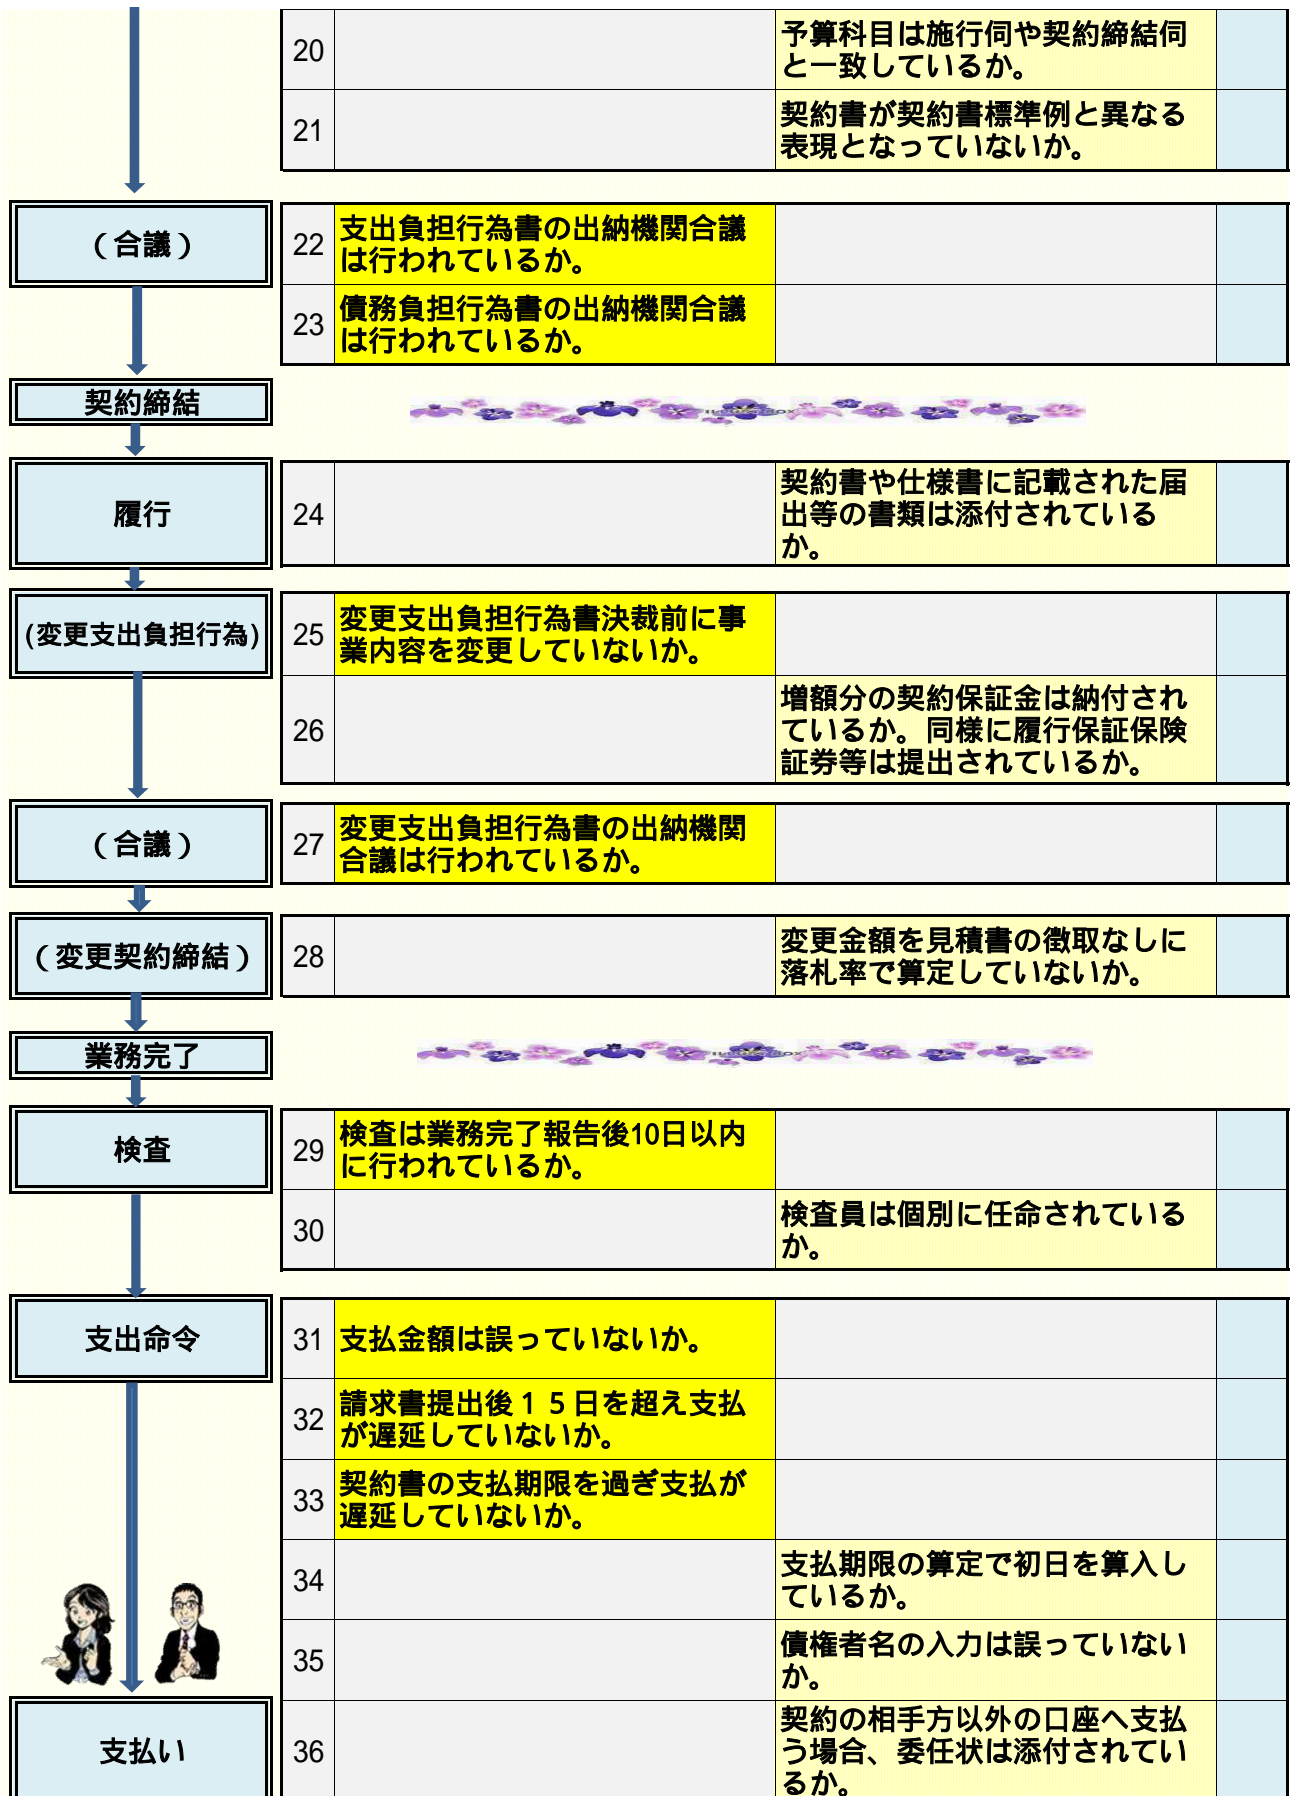 20
予算科目は施行伺や契約締結伺
と一致しているか。
21
契約書が契約書標準例と異なる
表現となっていないか。
（合議）
22
支出負担行為書の出納機関合議
は行われているか。
23
債務負担行為書の出納機関合議
は行われているか。
契約締結
履行
24
契約書や仕様書に記載された届
出等の書類は添付されている
か。
(変更支出負担行為)
25
変更支出負担行為書決裁前に事
業内容を変更していないか。
26
増額分の契約保証金は納付され
ているか。同様に履行保証保険
証券等は提出されているか。
（合議）
27
変更支出負担行為書の出納機関
合議は行われているか。
（変更契約締結）
28
変更金額を見積書の徴取なしに
落札率で算定していないか。
業務完了
検査
29
検査は業務完了報告後10日以内
に行われているか。
30
検査員は個別に任命されている
か。
支出命令
31
支払金額は誤っていないか。
32
請求書提出後１５日を超え支払
が遅延していないか。
33
契約書の支払期限を過ぎ支払が
遅延していないか。
34
支払期限の算定で初日を算入し
ているか。
35
債権者名の入力は誤っていない
か。
支払い
36
契約の相手方以外の口座へ支払
う場合、委任状は添付されてい
るか。